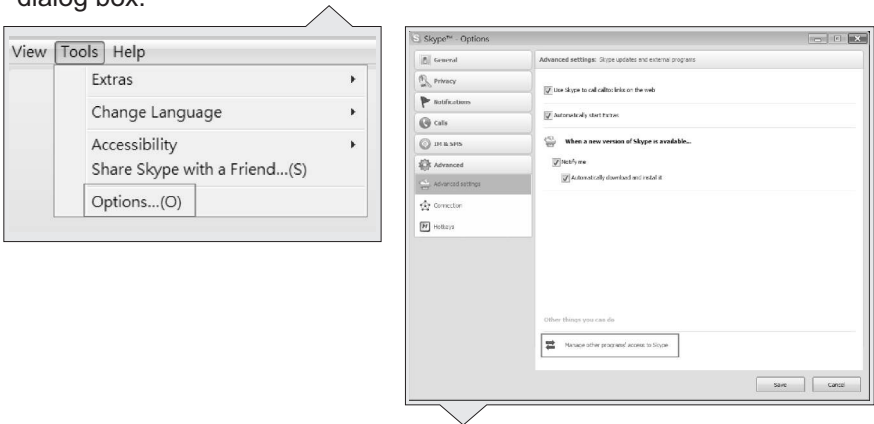 dialog box.
View Tools Help
Extras
Change Language
Accessibility
Share Skype with a Friend...(S)
Options...(O)
Skype™ - Options
General
Privacy
Notifications
Calls
IM & SMS
Advanced
Advanced settings
Connection
Hotkeys
Advanced settings: Skype updates and external programs
Use Skype to call callto: links on the web
Automatically start Extras
When a new version of Skype is available...
Notify me
Automatically download and install it
Other things you can do
Manage other programs' access to Skype
Save Cancel